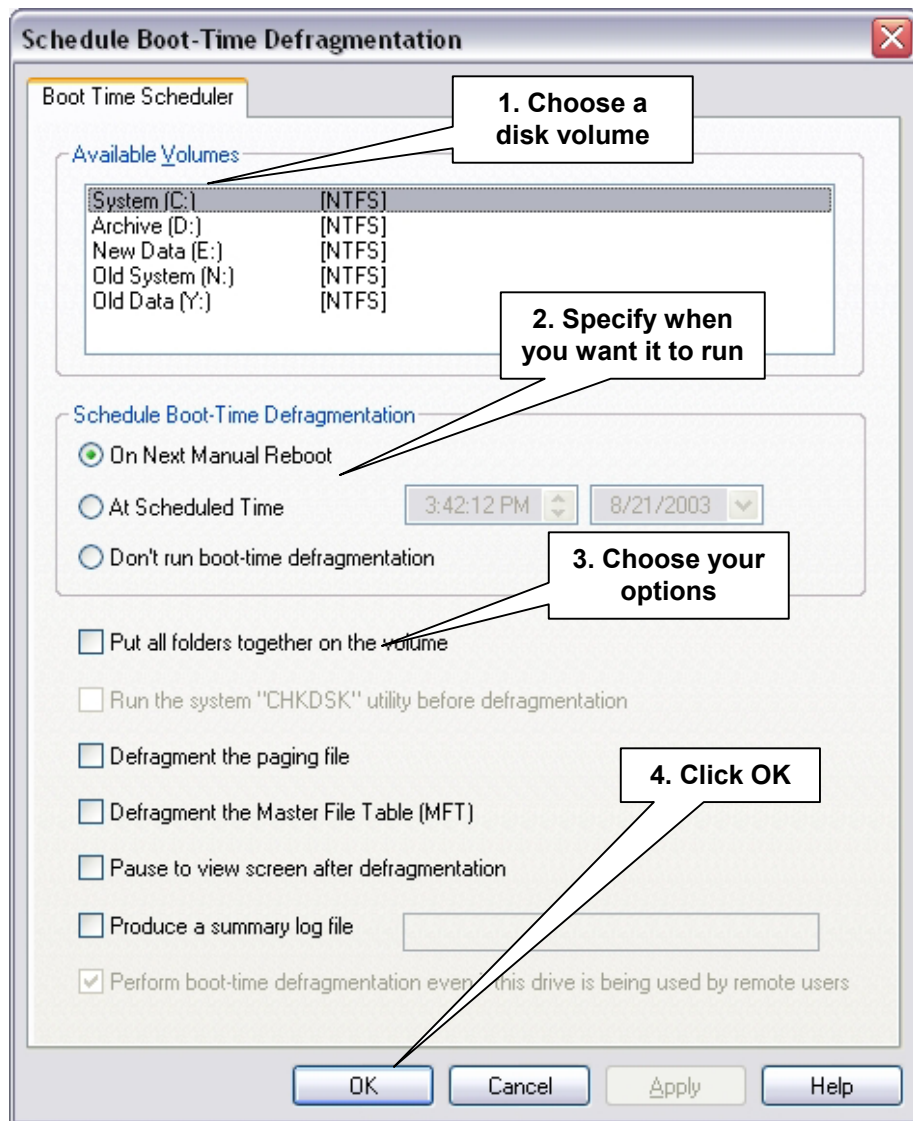 Schedule Boot-Time Defragmentation
Boot Time Scheduler
1. Choose a
disk volume
Available Volumes
System (C:) [NTFS]
Archive (D:) [NTFS]
New Data (E:) [NTFS]
Old System (N:) [NTFS]
Old Data (Y:) [NTFS]
2. Specify when
you want it to run
Schedule Boot-Time Defragmentation
On Next Manual Reboot
At Scheduled Time 3:42:12 PM 8/21/2003
Don't run boot-time defragmentation
3. Choose your
options
Put all folders together on the volume
Run the system "CHKDSK" utility before defragmentation
Defragment the paging file
4. Click OK
Defragment the Master File Table (MFT)
Pause to view screen after defragmentation
Produce a summary log file
Perform boot-time defragmentation even if this drive is being used by remote users
OK Cancel Apply Help